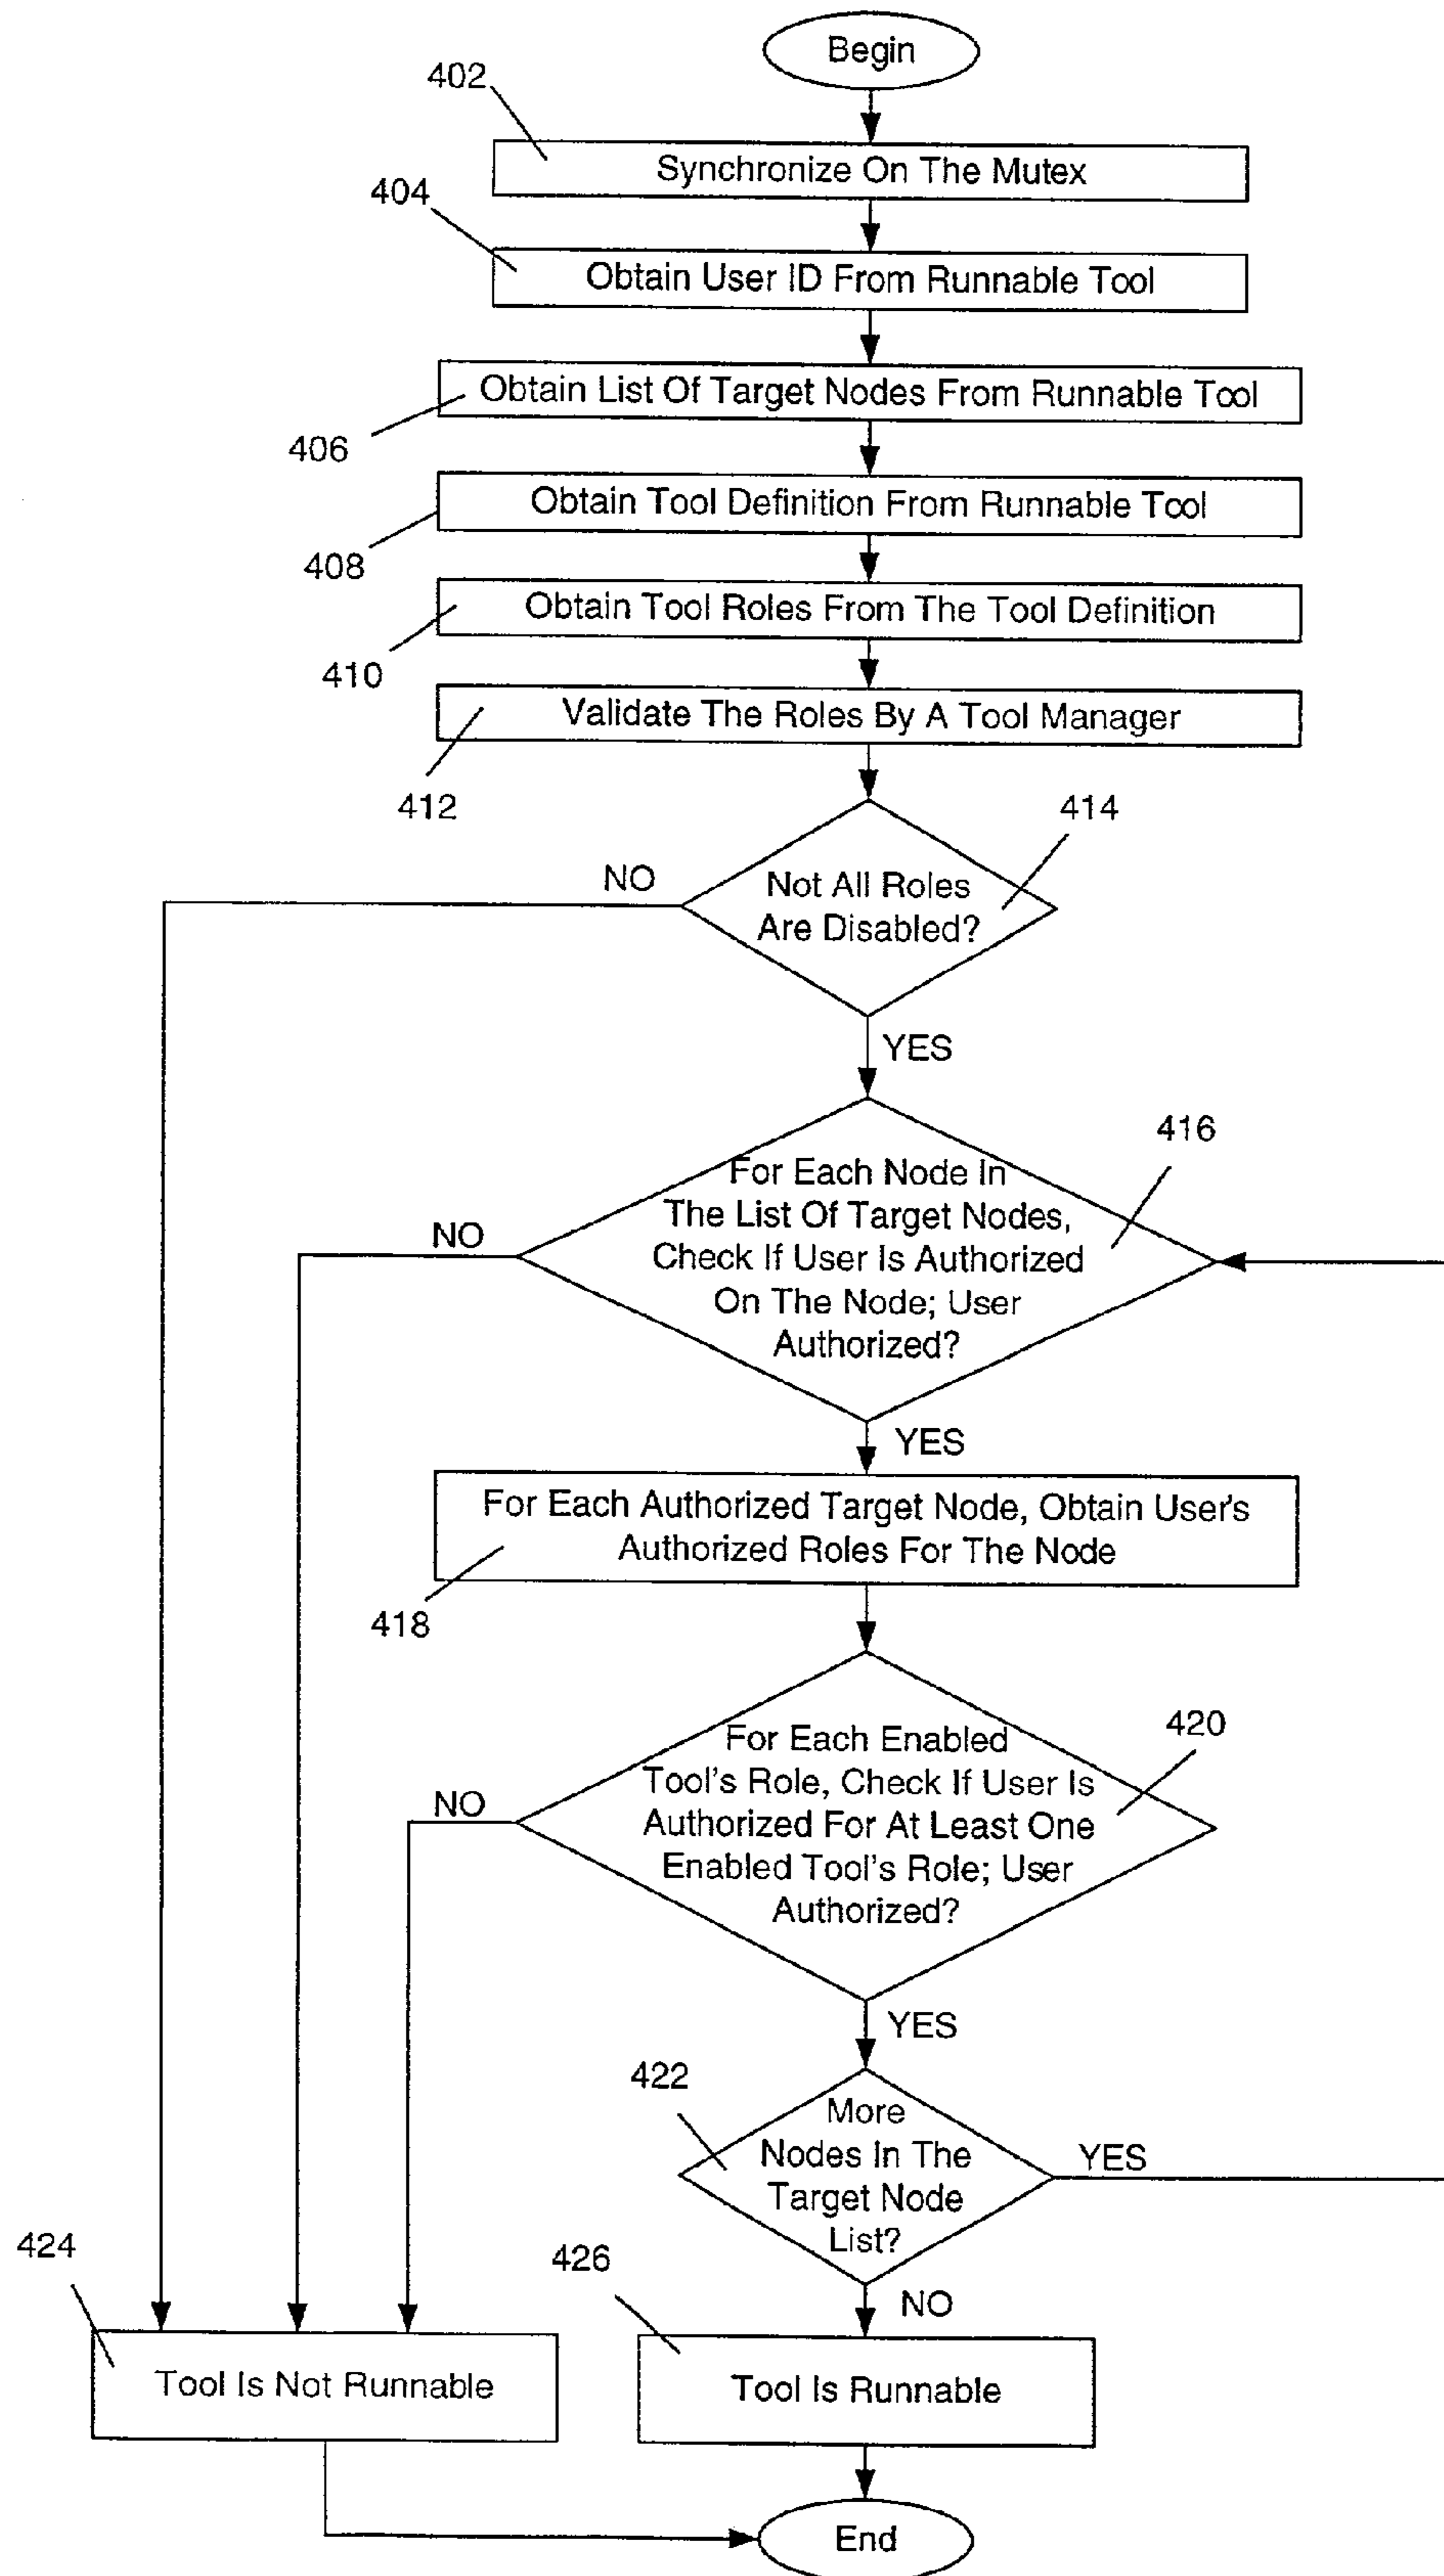 Begin
402
Synchronize On The Mutex
404
Obtain User ID From Runnable Tool
Obtain List Of Target Nodes From Runnable Tool
406
Obtain Tool Definition From Runnable Tool
408
Obtain Tool Roles From The Tool Definition
410
Validate The Roles By A Tool Manager
412
414
NO
Not All Roles
Are Disabled?
YES
416
For Each Node In
The List Of Target Nodes,
NO
Check If User Is Authorized
On The Node; User
Authorized?
YES
For Each Authorized Target Node, Obtain User's
Authorized Roles For The Node
418
420
For Each Enabled
Tool's Role, Check If User Is
NO
Authorized For At Least One
Enabled Tool's Role; User
Authorized?
YES
422
More
Nodes In The
Target Node
List?
YES
424
426
NO
Tool Is Not Runnable
Tool Is Runnable
End